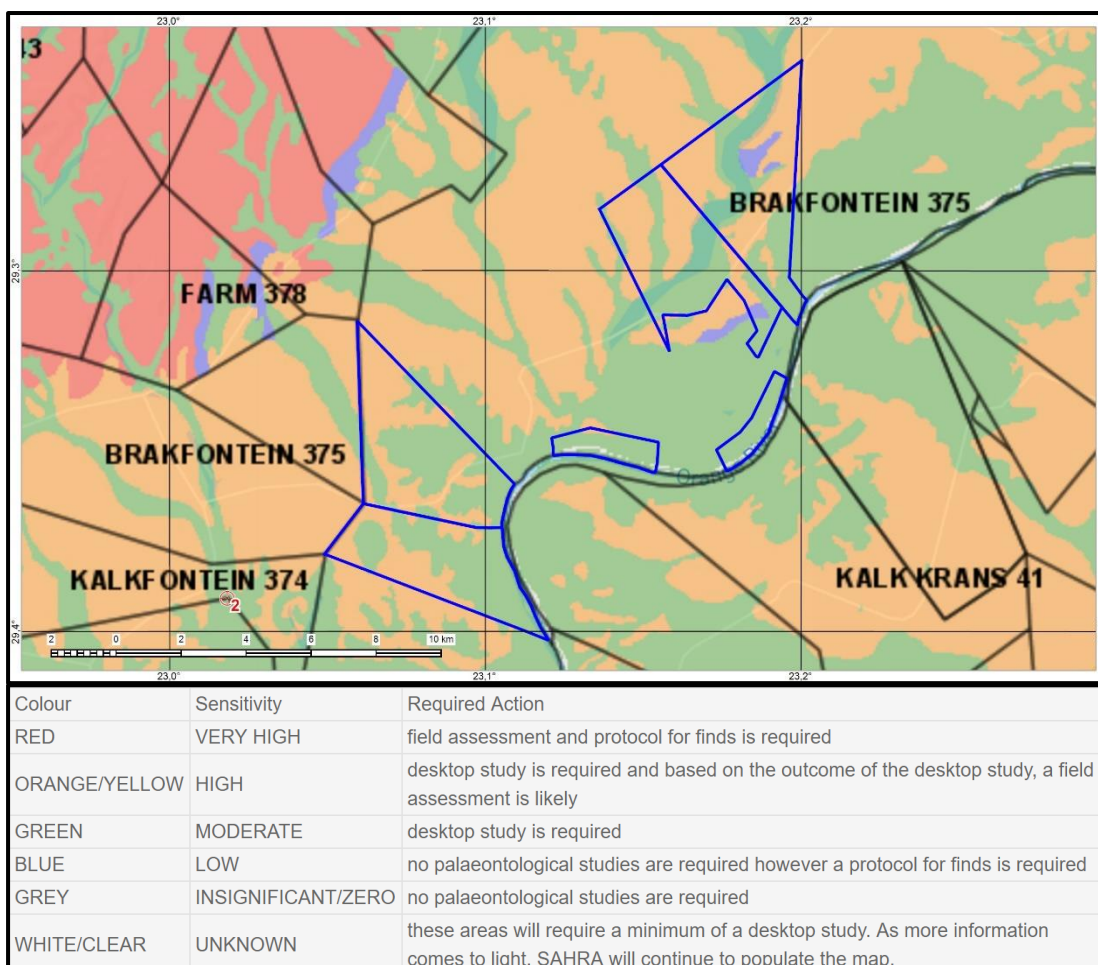 23,0° 23,1° 23,2°
BRAKFONTEIN 375
29,3°
FARM 378
BRAKFONTEIN 375
KALKFONTEIN 374
KALK KRANS 41
2
29,4°
2 0 2 4 6 8 10 km
23,0° 23,1° 23,2°
Colour Sensitivity Required Action
RED VERY HIGH field assessment and protocol for finds is required
ORANGE/YELLOW HIGH desktop study is required and based on the outcome of the desktop study, a field
assessment is likely
GREEN MODERATE desktop study is required
BLUE LOW no palaeontological studies are required however a protocol for finds is required
GREY INSIGNIFICANT/ZERO no palaeontological studies are required
WHITE/CLEAR UNKNOWN these areas will require a minimum of a desktop study. As more information
comes to light, SAHRA will continue to populate the map.